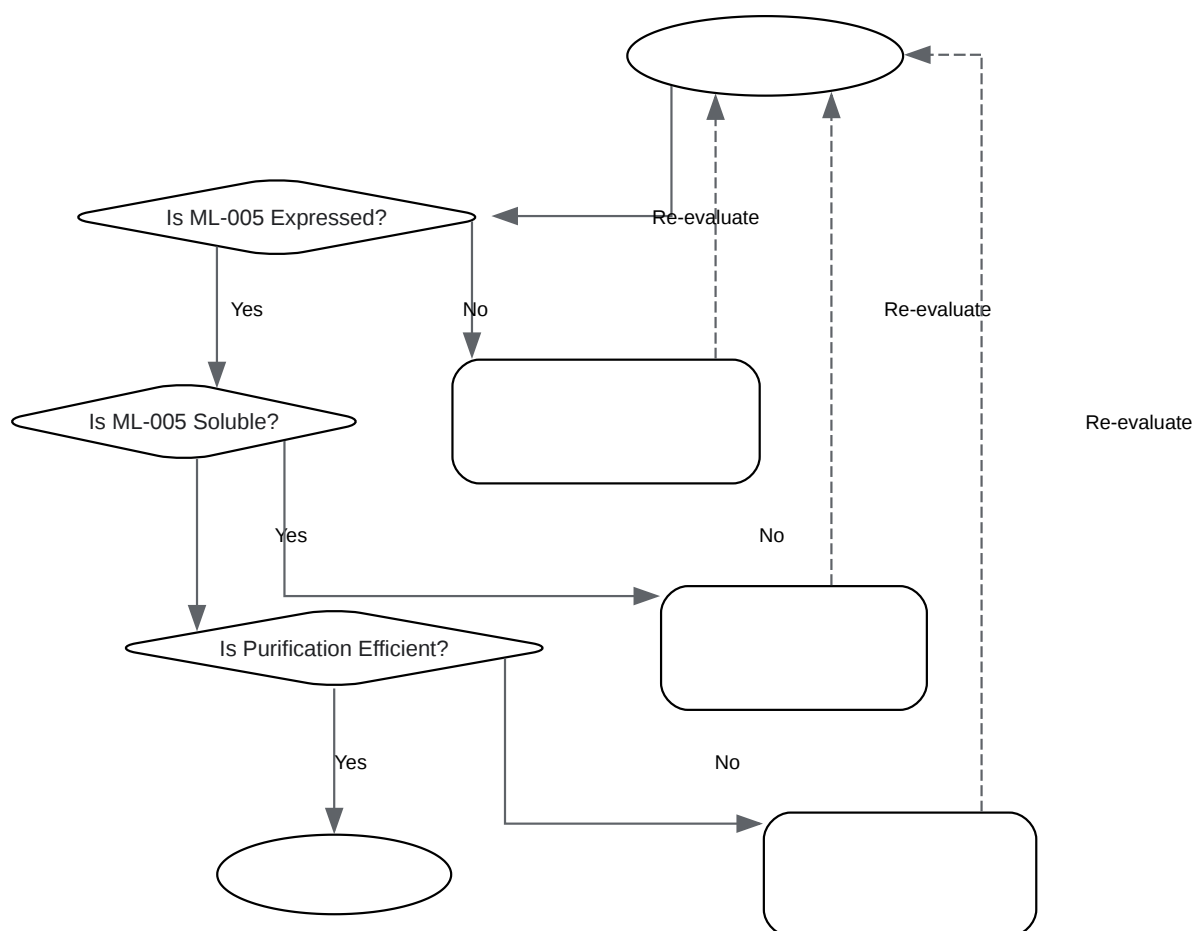 Is ML-005 Expressed?
Re-evaluate
Yes
No
Re-evaluate
Is ML-005 Soluble?
Re-evaluate
Yes
No
Is Purification Efficient?
Yes
No